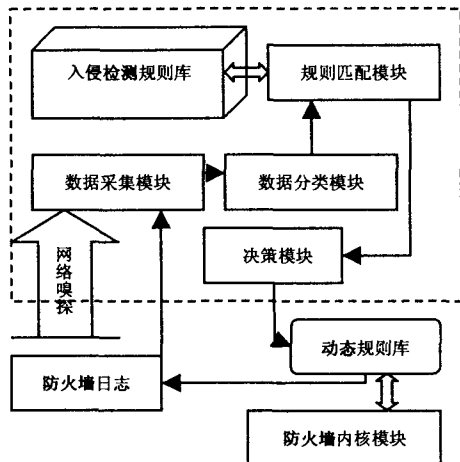 入侵检测规则库
规则匹配模块
数据采集模块
数据分类模块
网络嗅探
决策模块
动态规则库
防火墙日志
防火墙内核模块